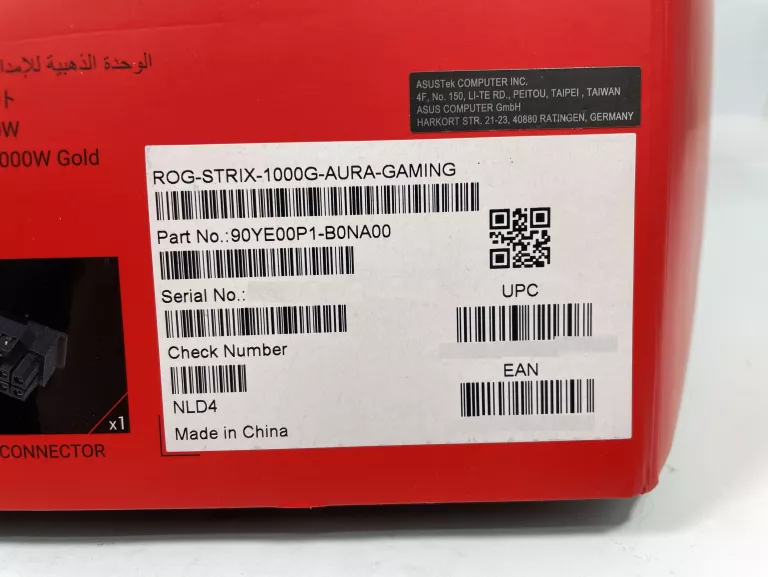 الوحدة الذهبية للإمدا
W
000W Gold
x1
CONNECTOR
ASUSTek COMPUTER INC.
4F, No. 150, LI-TE RD., PEITOU, TAIPEI , TAIWAN
ASUS COMPUTER GmbH
HARKORT STR. 21-23, 40880 RATINGEN, GERMANY
ROG-STRIX-1000G-AURA-GAMING
Part No.:90YE00P1-B0NA00
Serial No.:
Check Number
NLD4
Made in China
UPC
EAN